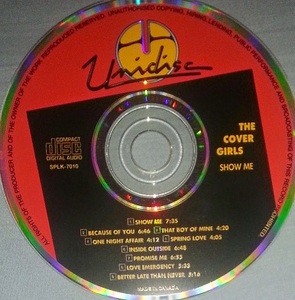 ALL RIGHTS OF THE PRODUCER AND OF THE OWNER OF THE WORK REPRODUCED RESERVED. UNAUTHORISED COPYING, HIRING, LENDING, PUBLIC PERFORMANCE AND BROADCASTING OF THIS RECORD PROHIBITED.
Unidisc
COMPACT
disc
DIGITAL AUDIO
SPLK-7010
THE
COVER
GIRLS
SHOW ME
1 SHOW ME 7:35
2 BECAUSE OF YOU 6:46 3 THAT BOY OF MINE 4:20
4 ONE NIGHT AFFAIR 4:12 5 SPRING LOVE 4:05
6 INSIDE OUTSIDE 6:48
7 PROMISE ME 6:55
8 LOVE EMERGENCY 3:35
9 BETTER LATE THAN NEVER 5:16
MADE IN CANADA